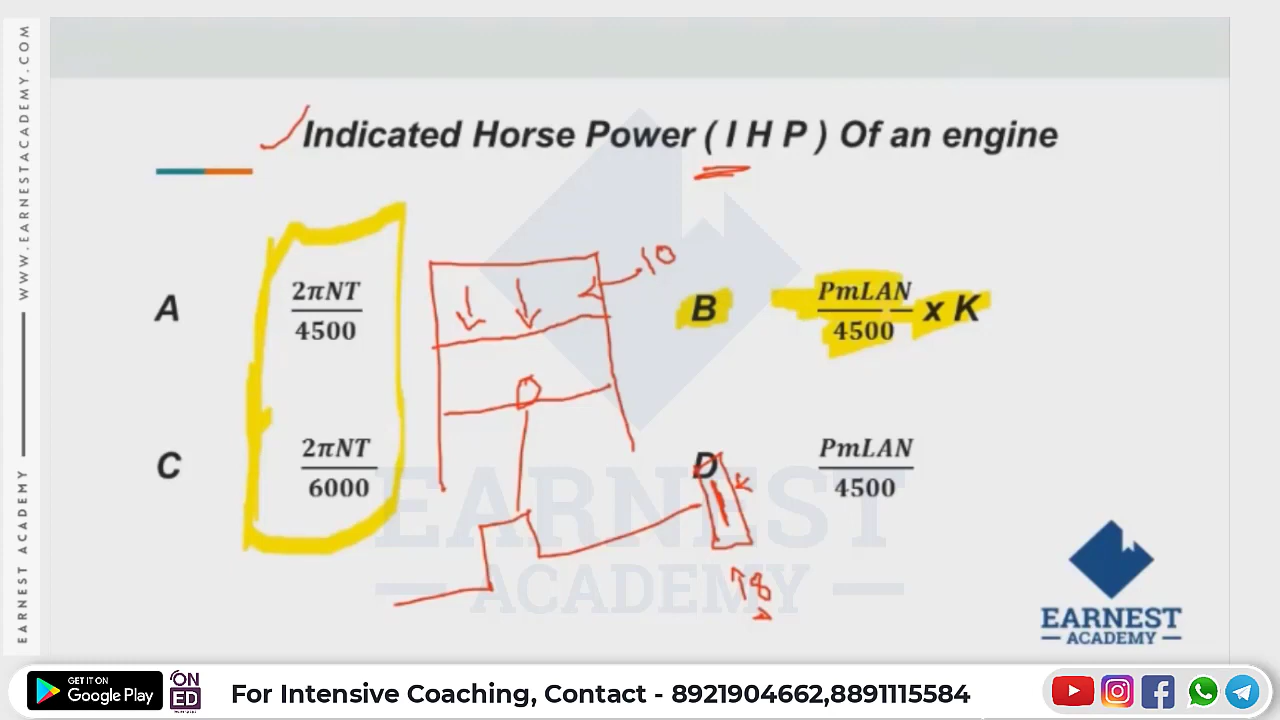 WWW.EARNESTACADEMY.COM
EARNEST ACADEMY
Indicated Horse Power ( I H P ) Of an engine
A
2πNT
4500
B
PmLAN
4500
x K
C
2πNT
6000
D
PmLAN
4500
10
K
8
EARNEST
ACADEMY
EARNEST
ACADEMY
GET IT ON
Google Play
ON
ED
For Intensive Coaching, Contact - 8921904662,8891115584